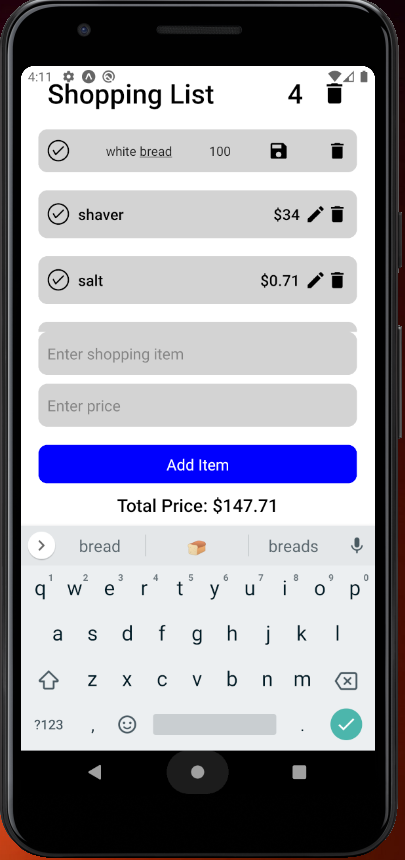 4:11
Shopping List 4
white bread 100
shaver $34
salt $0.71
Enter shopping item
Enter price
Add Item
Total Price: $147.71
bread breads
q1 w2 e3 r4 t5 y6 u7 i8 o9 p0
a s d f g h j k l
z x c v b n m
?123 , .